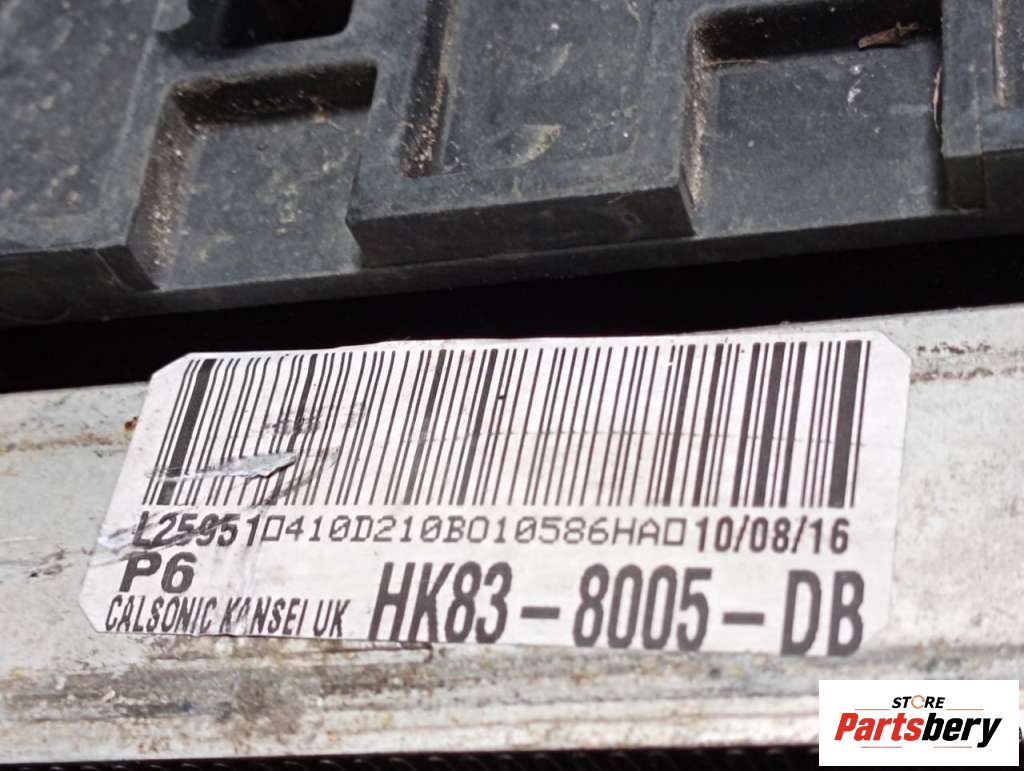 L25951□410D210B010586HA□ 10/08/16
P6
CALSONIC KANSEI UK HK83-8005-DB
STORE
Partsbery